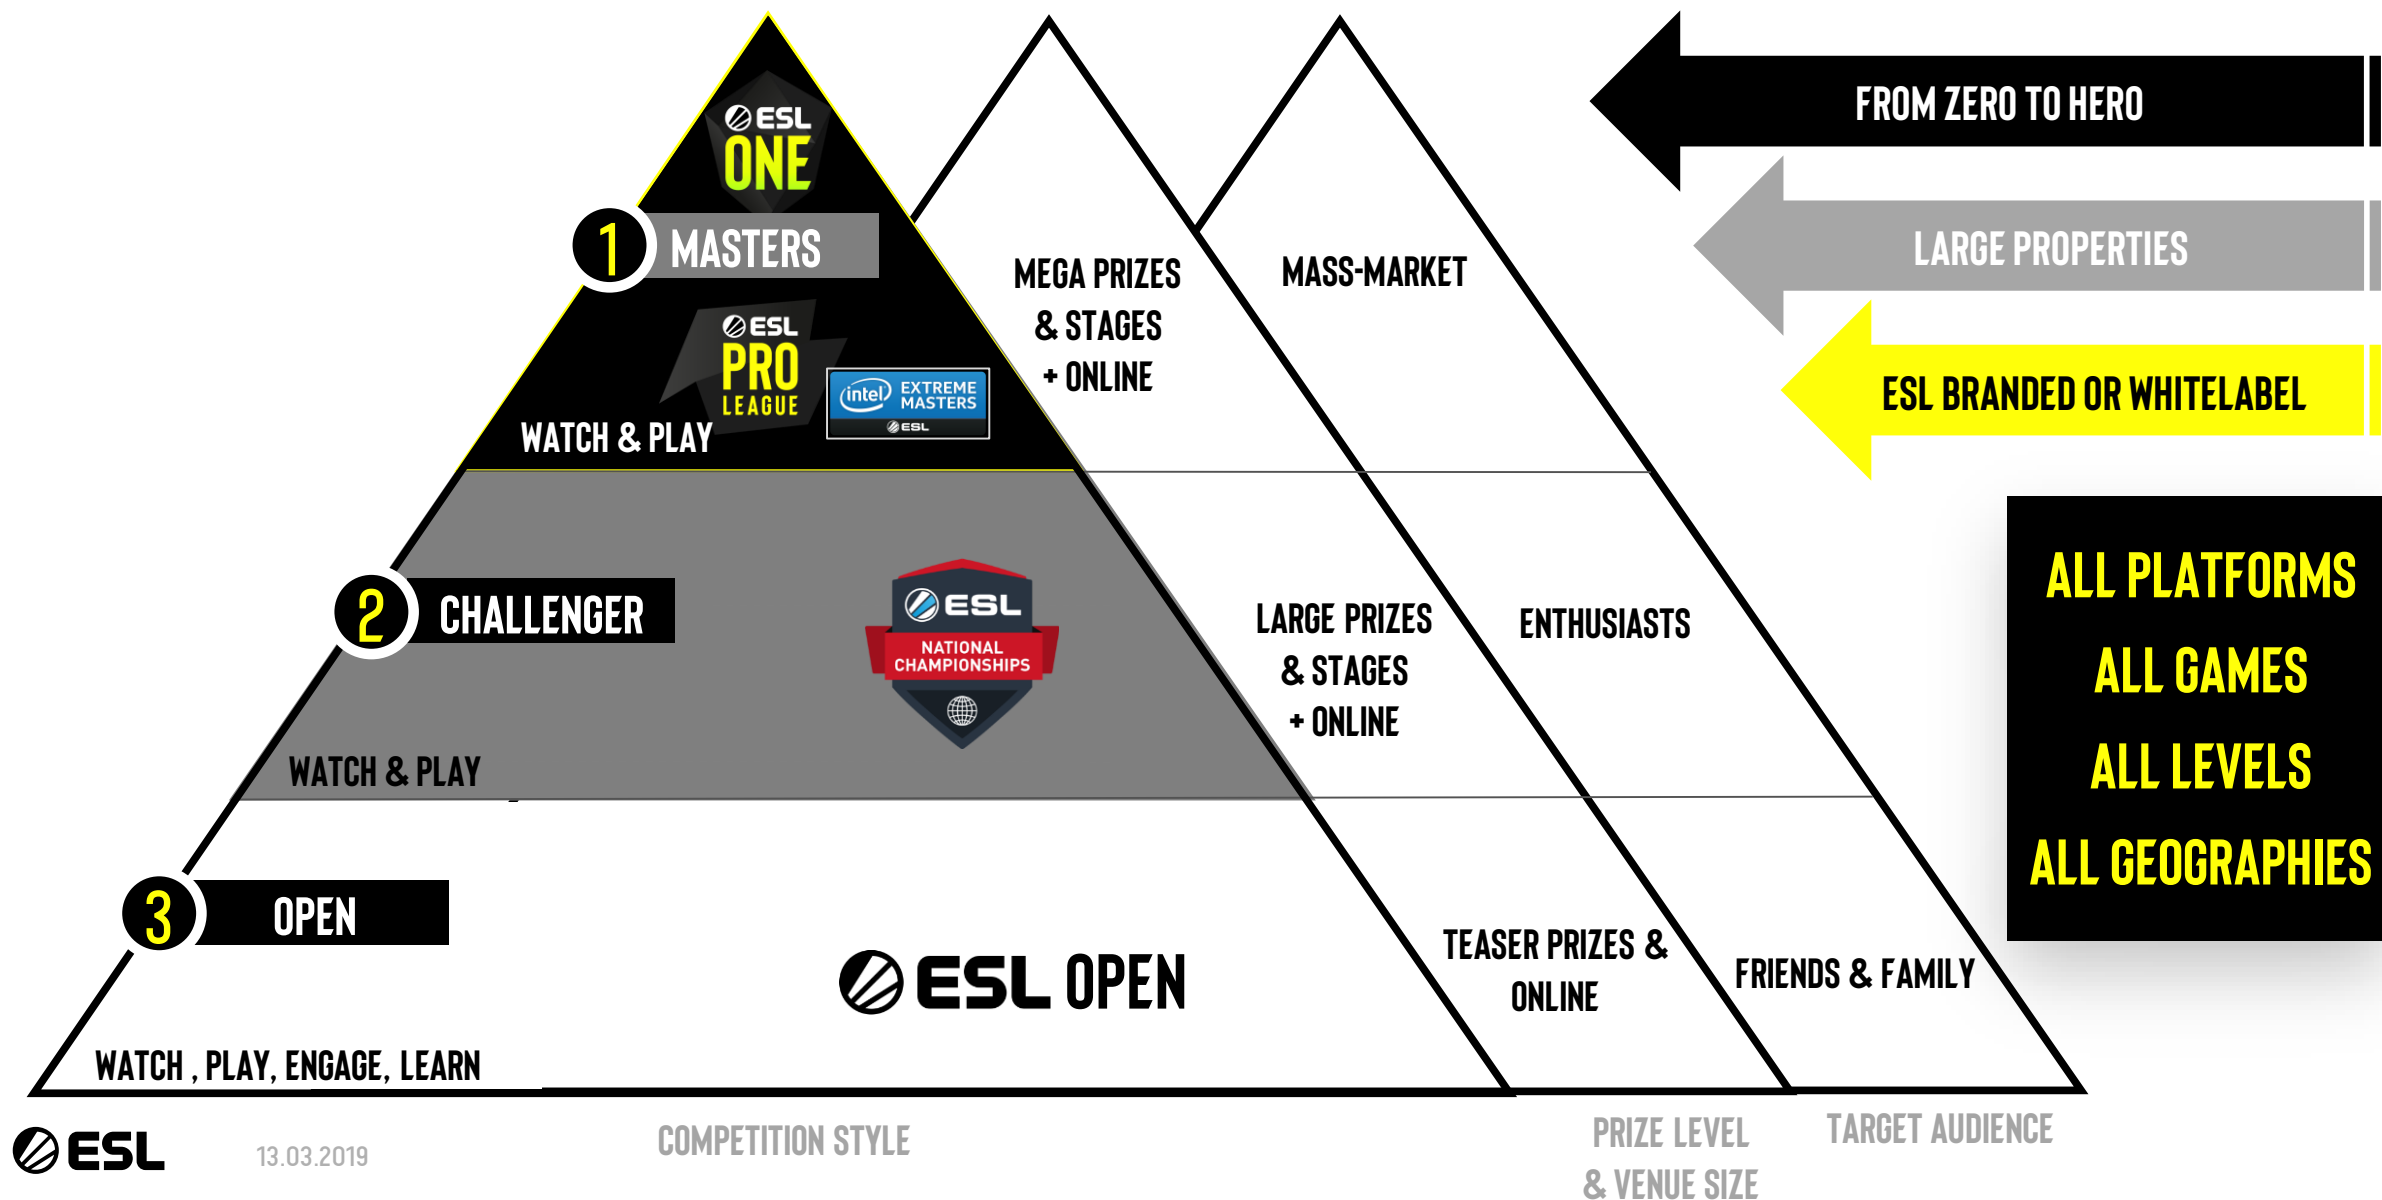 ESL
ONE
1
MASTERS
ESL
PRO
LEAGUE
intel
EXTREME
MASTERS
ESL
WATCH & PLAY
MEGA PRIZES
& STAGES
+ ONLINE
MASS-MARKET
FROM ZERO TO HERO
LARGE PROPERTIES
ESL BRANDED OR WHITELABEL
2
CHALLENGER
ESL
NATIONAL
CHAMPIONSHIPS
WATCH & PLAY
LARGE PRIZES
& STAGES
+ ONLINE
ENTHUSIASTS
ALL PLATFORMS
ALL GAMES
ALL LEVELS
ALL GEOGRAPHIES
3
OPEN
ESL OPEN
WATCH , PLAY, ENGAGE, LEARN
TEASER PRIZES &
ONLINE
FRIENDS & FAMILY
ESL
13.03.2019
COMPETITION STYLE
PRIZE LEVEL
& VENUE SIZE
TARGET AUDIENCE